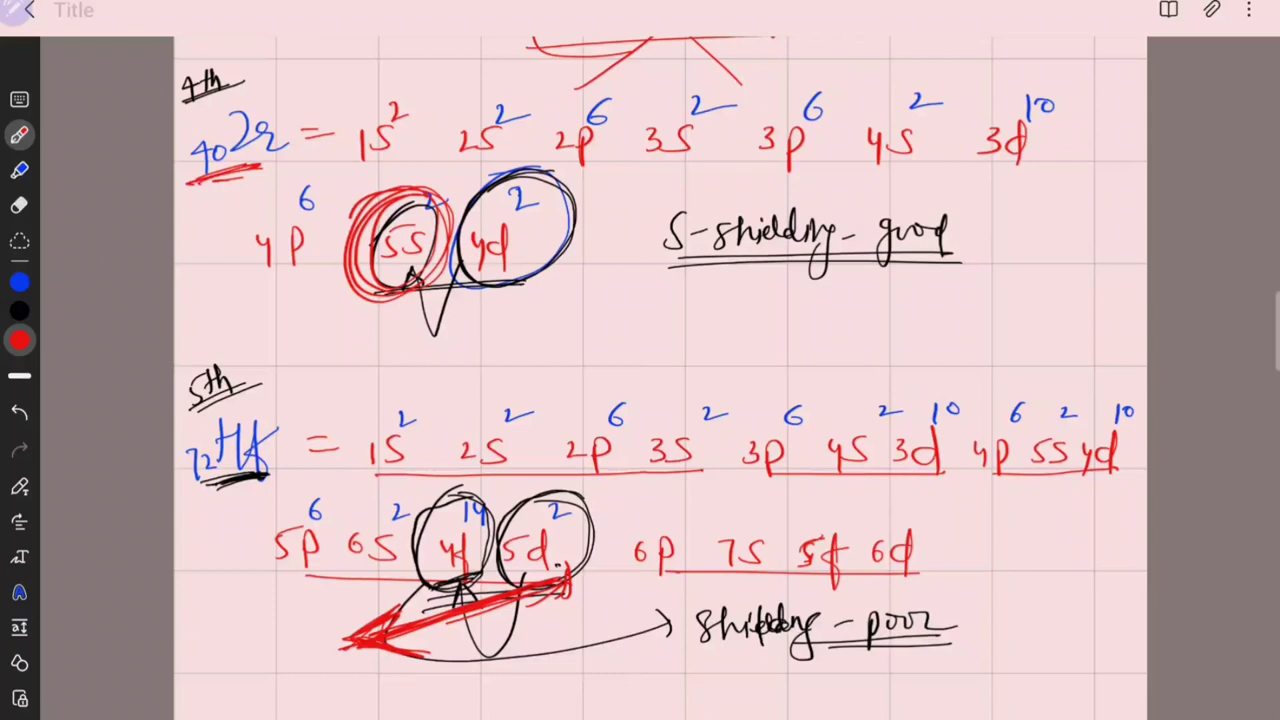 Title
4th
₄₀Zr = 1S² 2S² 2p⁶ 3S² 3p⁶ 4S² 3d¹⁰
4p⁶ 5S² 4d² S-shielding - good
5th
₇₂Hf = 1S² 2S² 2p⁶ 3S² 3p⁶ 4S² 3d¹⁰ 4p⁶ 5S² 4d¹⁰
5p⁶ 6S² 4f¹⁴ 5d² 6p 7S 5f 6d
Shielding - poor